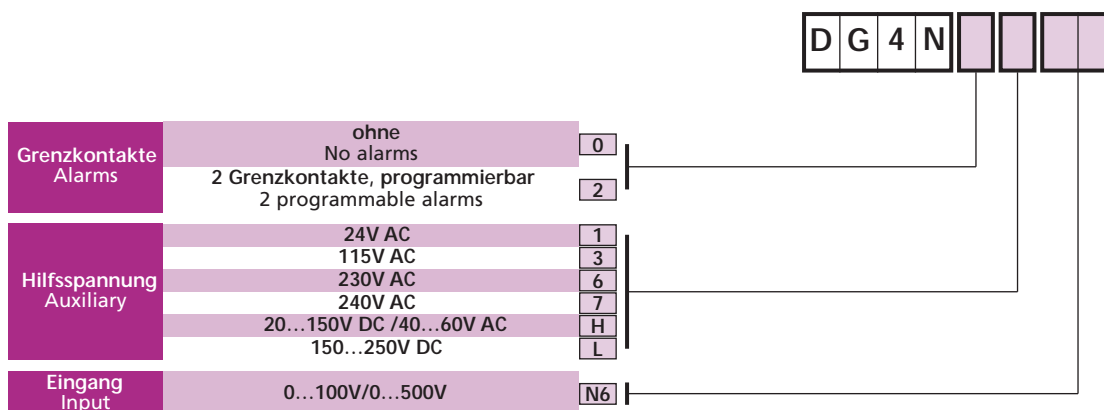 D G 4 N
Grenzkontakte
Alarms
ohne
No alarms
0
2 Grenzkontakte, programmierbar
2 programmable alarms
2
Hilfsspannung
Auxiliary
24V AC
1
115V AC
3
230V AC
6
240V AC
7
20...150V DC /40...60V AC
H
150...250V DC
L
Eingang
Input
0...100V/0...500V
N6